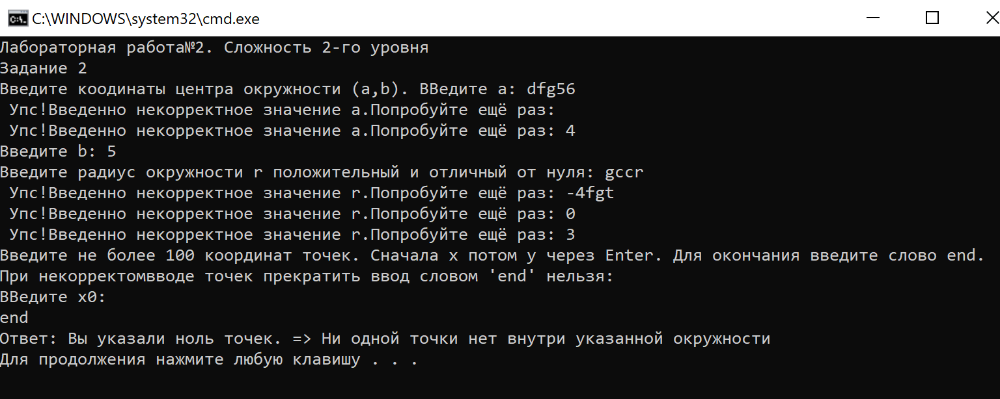 C:\WINDOWS\system32\cmd.exe
Лабораторная работа№2. Сложность 2-го уровня
Задание 2
Введите коодинаты центра окружности (a,b). ВВедите a: dfg56
Упс!Введенно некорректное значение a.Попробуйте ещё раз:
Упс!Введенно некорректное значение a.Попробуйте ещё раз: 4
Введите b: 5
Введите радиус окружности r положительный и отличный от нуля: gccr
Упс!Введенно некорректное значение r.Попробуйте ещё раз: -4fgt
Упс!Введенно некорректное значение r.Попробуйте ещё раз: 0
Упс!Введенно некорректное значение r.Попробуйте ещё раз: 3
Введите не более 100 координат точек. Сначала x потом y через Enter. Для окончания введите слово end.
При некорректомвводе точек прекратить ввод словом 'end' нельзя:
ВВедите x0:
end
Ответ: Вы указали ноль точек. => Ни одной точки нет внутри указанной окружности
Для продолжения нажмите любую клавишу . . .